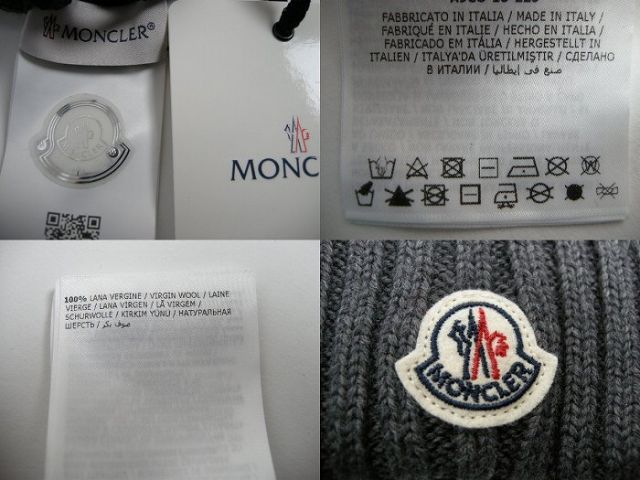 MONCLER
MONC
FABBRICATO IN ITALIA / MADE IN ITALY /
FABRIQUÉ EN ITALIE / HECHO EN ITALIA /
FABRICADO EM ITÁLIA / HERGESTELLT IN
ITALIEN / ITALYA'DA ÜRETILMIŞTIR / СДЕЛАНО
В ИТАЛИИ / صنع في إيطاليا
100% LANA VERGINE / VIRGIN WOOL / LAINE
VIERGE / LANA VIRGEN / LÃ VIRGEM /
SCHURWOLLE / KIRKIM YÜNÜ / НАТУРАЛЬНАЯ
ШЕРСТЬ / صوف بكر
MONCLER